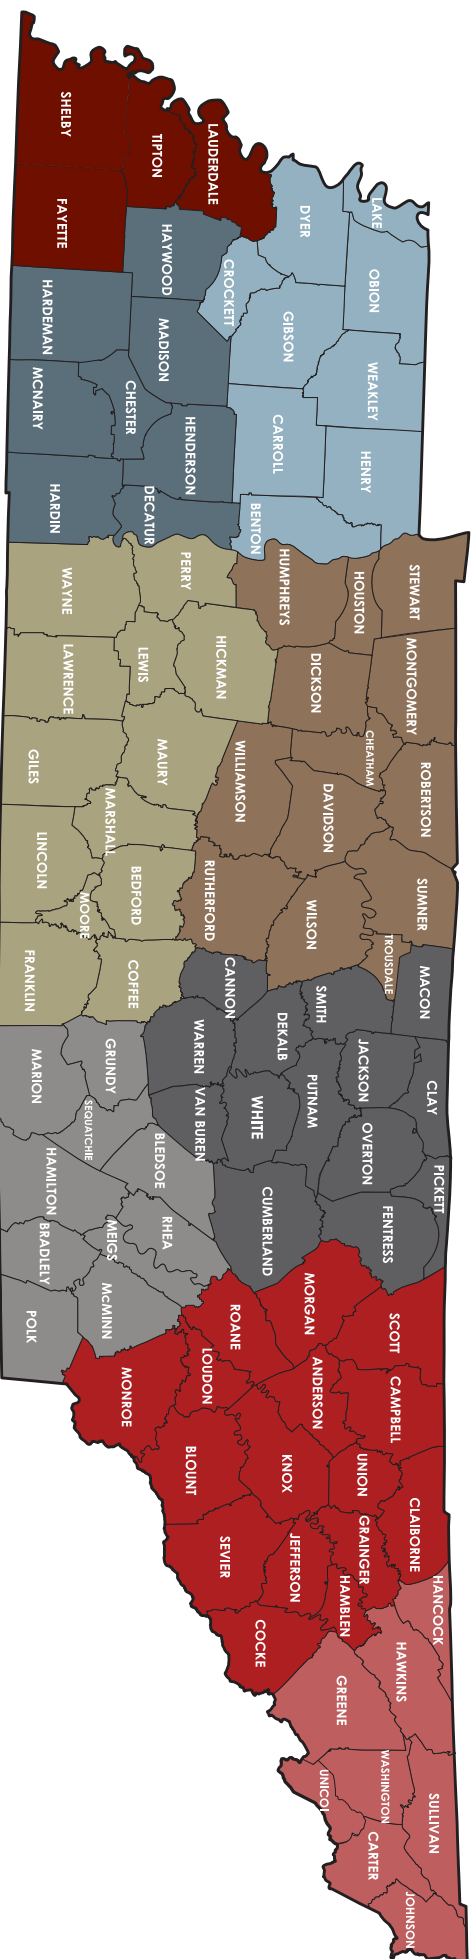 SHELBY
TIPTON
LAUDERDALE
FAYETTE
HAYWOOD
CROCKETT
DYER
LAKE
OBION
GIBSON
HARDEMAN
MADISON
WEAKLEY
MCNAIRY
CHESTER
HENDERSON
CARROLL
HENRY
HARDIN
DECATUR
BENTON
WAYNE
PERRY
HUMPHREYS
HOUSTON
STEWART
LAWRENCE
LEWIS
HICKMAN
DICKSON
MONTGOMERY
GILES
MAURY
WILLIAMSON
CHEATHAM
DAVIDSON
ROBERTSON
MARSHALL
LINCOLN
BEDFORD
MOORE
RUTHERFORD
WILSON
SUMNER
TROUSDALE
FRANKLIN
COFFEE
CANNON
SMITH
MACON
MARION
GRUNDY
WARREN
DEKALB
JACKSON
CLAY
SEQUATCHIE
VAN BUREN
WHITE
PUTNAM
OVERTON
PICKETT
HAMILTON
BLEDSOE
CUMBERLAND
FENTRESS
BRADLELY
MEIGS
RHEA
POLK
McMINN
ROANE
MORGAN
SCOTT
MONROE
LOUDON
ANDERSON
CAMPBELL
BLOUNT
KNOX
UNION
CLAIBORNE
SEVIER
JEFFERSON
GRAINGER
HAMBLEN
HANCOCK
COCKE
GREENE
HAWKINS
UNICOI
WASHINGTON
SULLIVAN
CARTER
JOHNSON